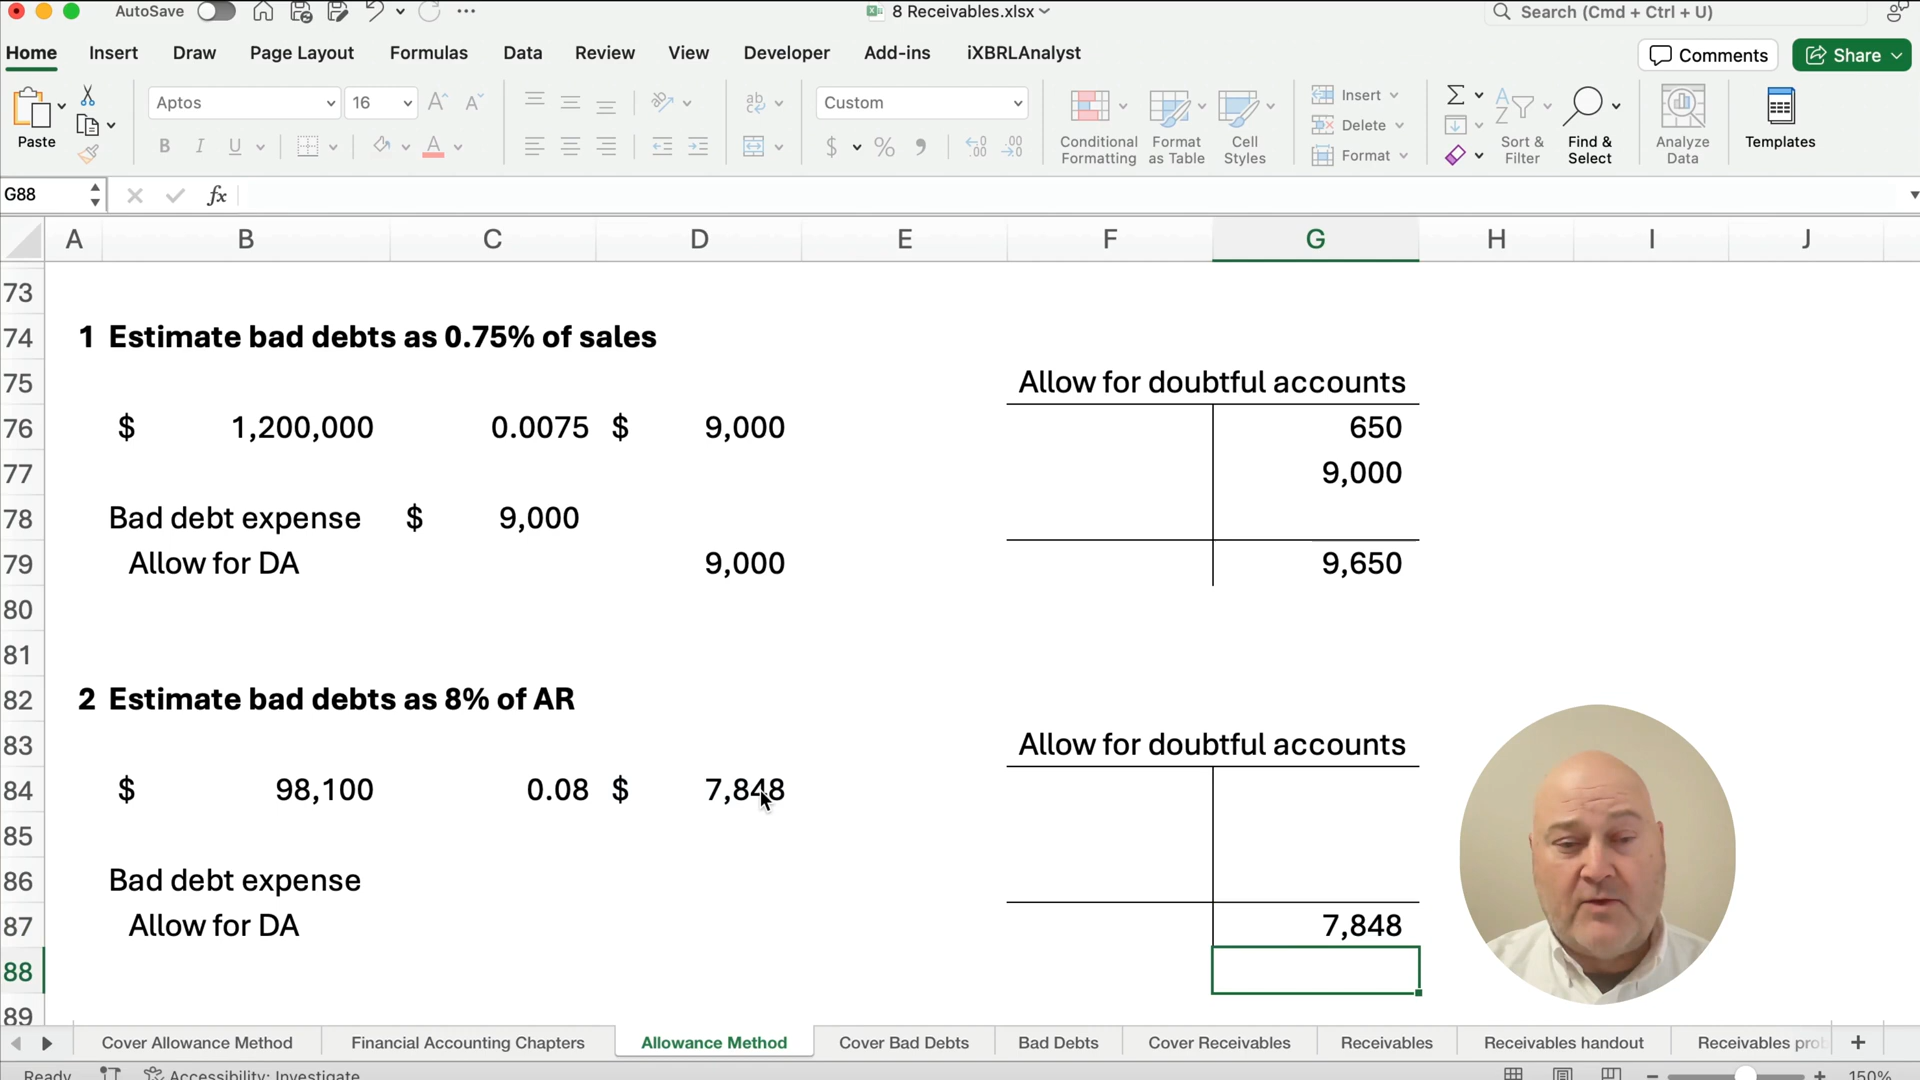 AutoSave
8 Receivables.xlsx
Search (Cmd + Ctrl + U)
Home Insert Draw Page Layout Formulas Data Review View Developer Add-ins iXBRLAnalyst
Comments Share
Paste
Aptos 16
B I U A
ab
Custom
$ %
Conditional Formatting
Format as Table
Cell Styles
Insert
Delete
Format
Sort & Filter
Find & Select
Analyze Data
Templates
G88 fx
A B C D E F G H I J
73
74 1 Estimate bad debts as 0.75% of sales
75 Allow for doubtful accounts
76 $ 1,200,000 0.0075 $ 9,000 650
77 9,000
78 Bad debt expense $ 9,000
79 Allow for DA 9,000 9,650
80
81
82 2 Estimate bad debts as 8% of AR
83 Allow for doubtful accounts
84 $ 98,100 0.08 $ 7,848
85
86 Bad debt expense
87 Allow for DA 7,848
88
89
Cover Allowance Method Financial Accounting Chapters Allowance Method Cover Bad Debts Bad Debts Cover Receivables Receivables Receivables handout Receivables pro
Ready Accessibility: Investigate 150%